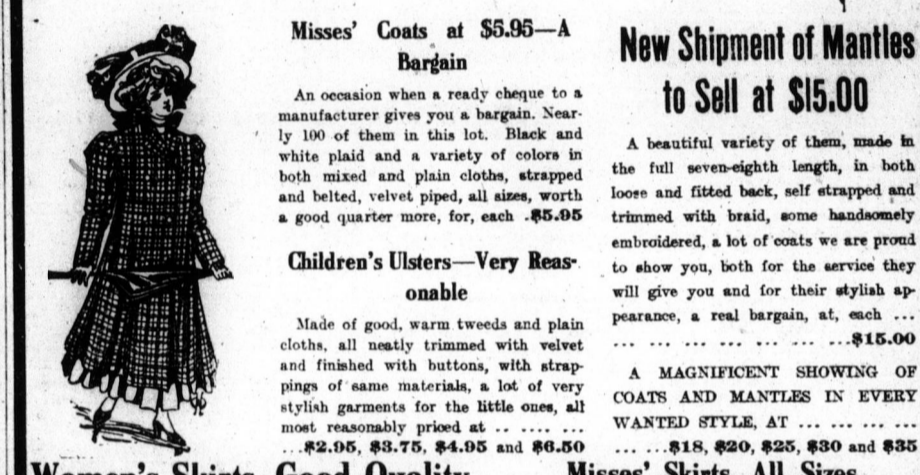 Misses' Coats at $5.95—A
Bargain
An occasion when a ready cheque to a
manufacturer gives you a bargain. Near-
ly 100 of them in this lot. Black and
white plaid and a variety of colors in
both mixed and plain cloths, strapped
and belted, velvet piped, all sizes, worth
a good quarter more, for, each .$5.95
Children's Ulsters—Very Reas-
onable
Made of good, warm tweeds and plain
cloths, all neatly trimmed with velvet
and finished with buttons, with strap-
pings of same materials, a lot of very
stylish garments for the little ones, all
most reasonably priced at .. ..... ...
...$2.95, $3.75, $4.95 and $6.50
New Shipment of Mantles
to Sell at $15.00
A beautiful variety of them, made in
the full seven-eighth length, in both
loose and fitted back, self strapped and
trimmed with braid, some handsomely
embroidered, a lot of coats we are proud
to show you, both for the service they
will give you and for their stylish ap-
pearance, a real bargain, at, each ...
... ... ... ... ... ... ...$15.00
A MAGNIFICENT SHOWING OF
COATS AND MANTLES IN EVERY
WANTED STYLE, AT ... ... ... ...
... ...$18, $20, $25, $30 and $35
Women's Skirts, Good Quality
Misses' Skirts, All Sizes